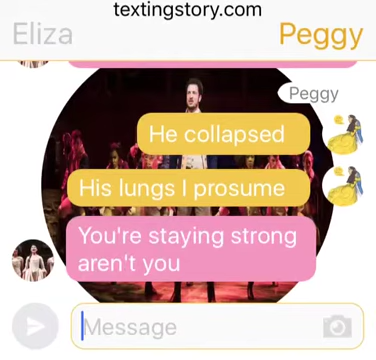 textingstory.com
Eliza
Peggy
Peggy
He collapsed
His lungs I prosume
You're staying strong
aren't you
Message